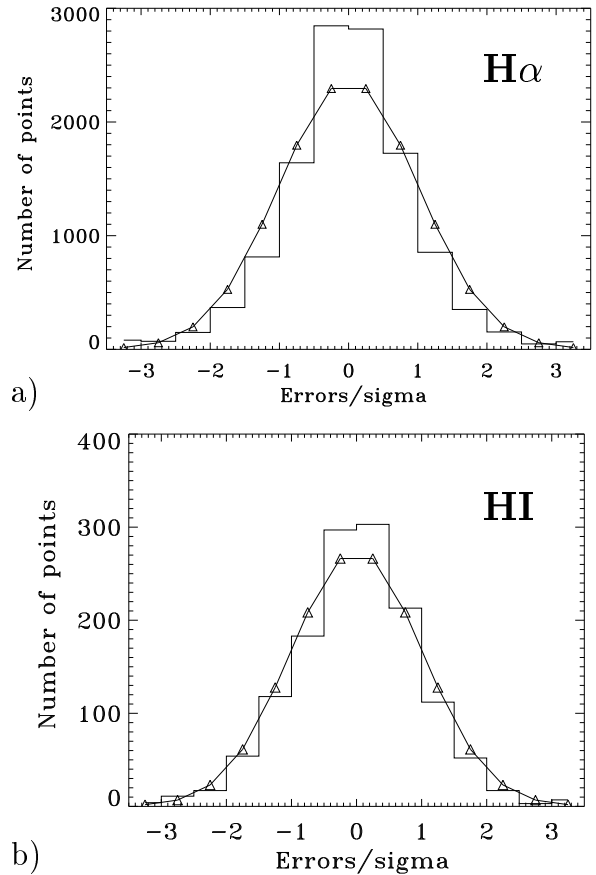 3000
2000
1000
0
Number of points
Hα
−3 −2 −1 0 1 2 3
Errors/sigma
a)
400
300
200
100
0
Number of points
HI
−3 −2 −1 0 1 2 3
Errors/sigma
b)